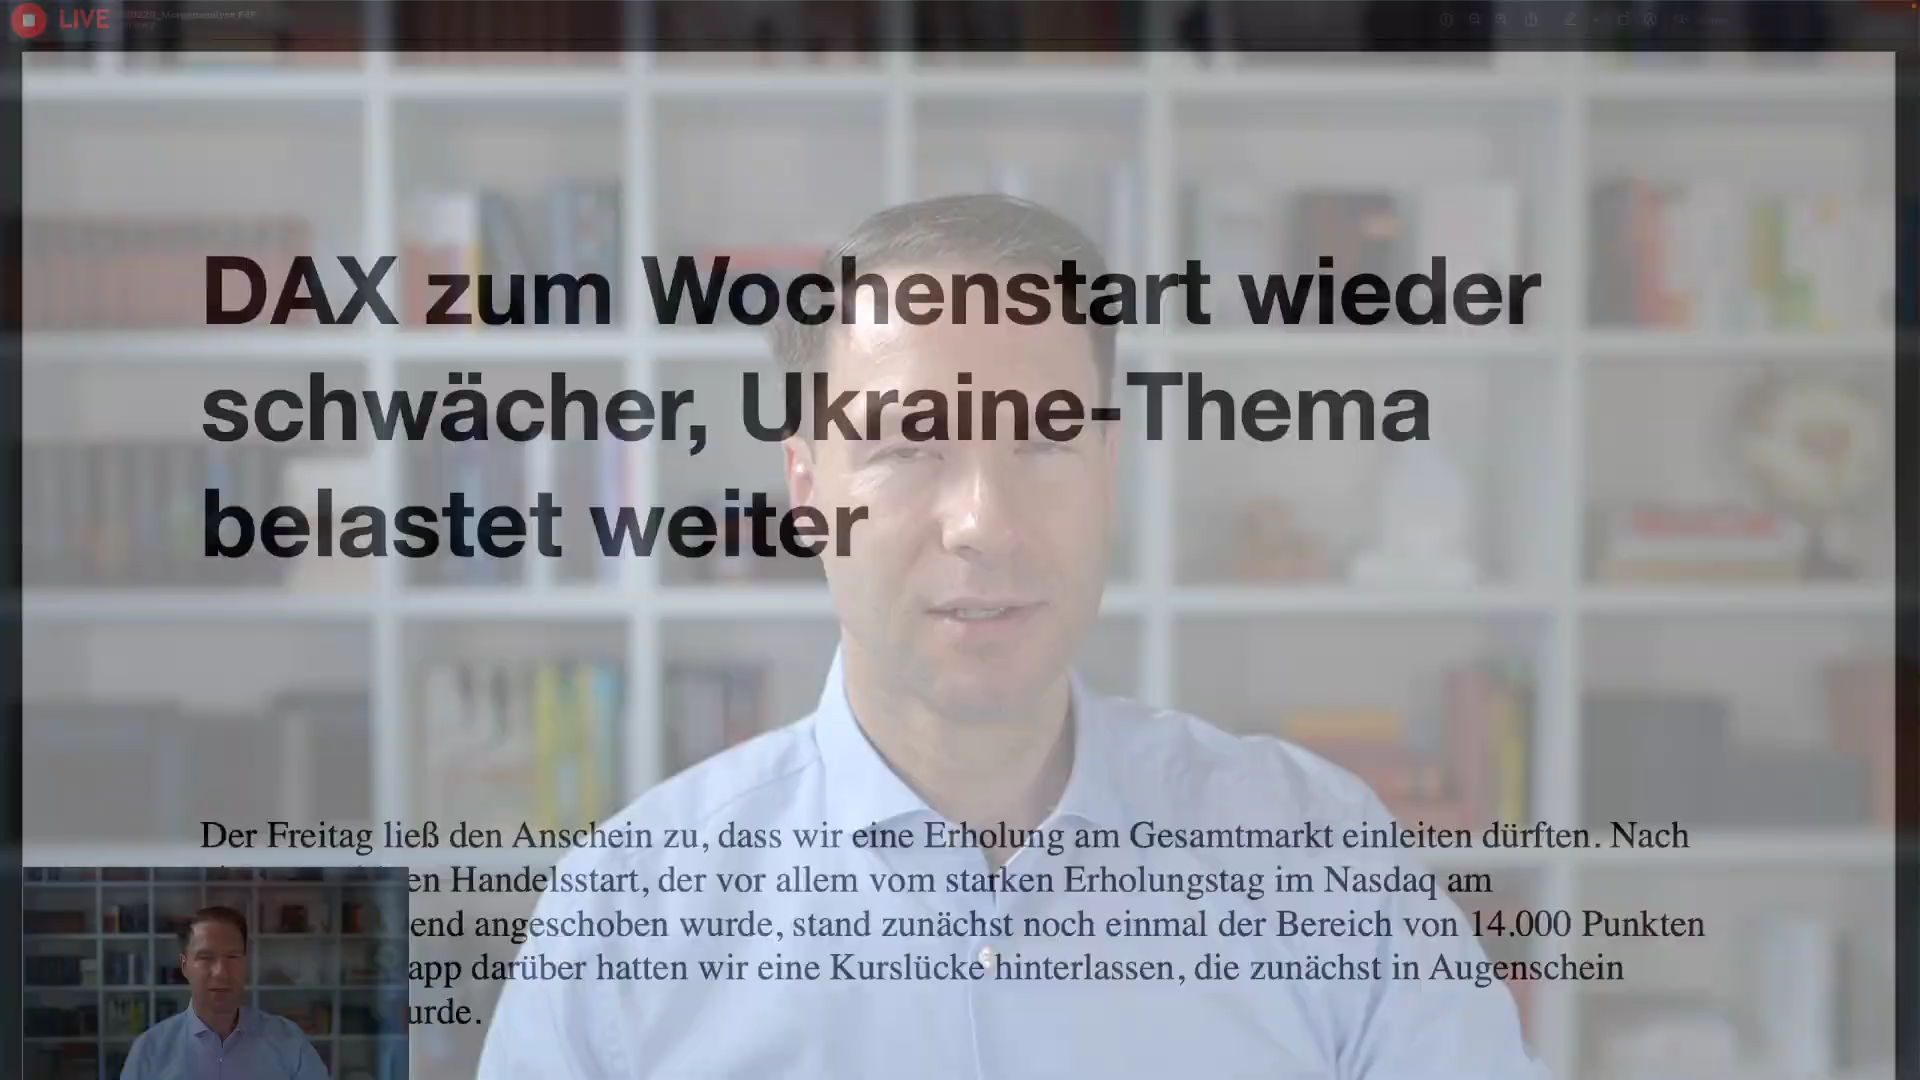 LIVE
DAX zum Wochenstart wieder
schwächer, Ukraine-Thema
belastet weiter
Der Freitag ließ den Anschein zu, dass wir eine Erholung am Gesamtmarkt einleiten dürften. Nach
en Handelsstart, der vor allem vom starken Erholungstag im Nasdaq am
end angeschoben wurde, stand zunächst noch einmal der Bereich von 14.000 Punkten
app darüber hatten wir eine Kurslücke hinterlassen, die zunächst in Augenschein
urde.